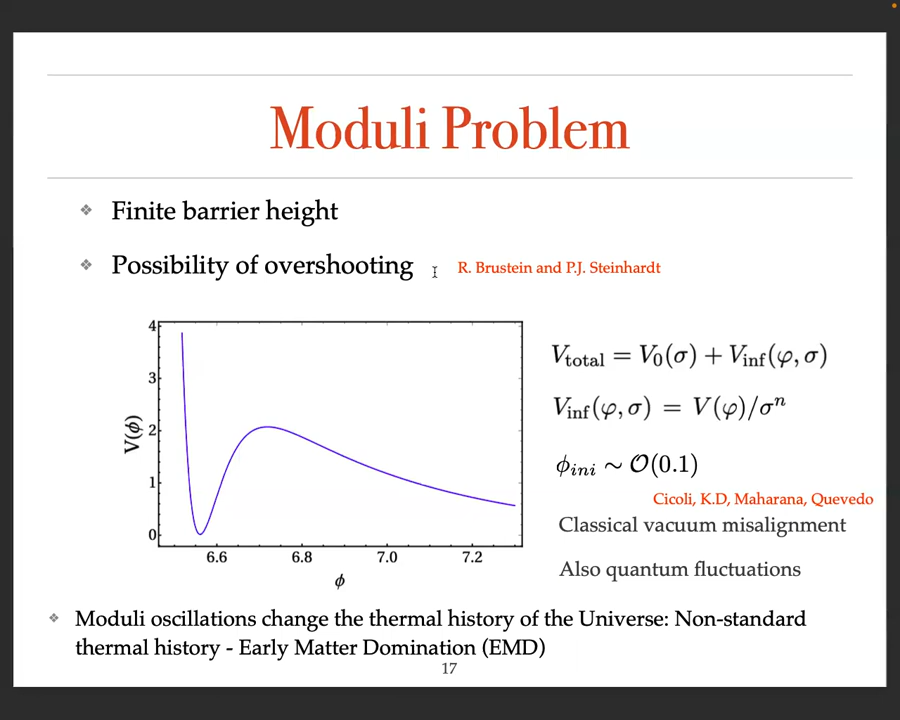 Moduli Problem
❖ Finite barrier height
❖ Possibility of overshooting R. Brustein and P.J. Steinhardt
4
3
2
1
0
V(ϕ)
6.6 6.8 7.0 7.2
ϕ
V_total = V_0(σ) + V_inf(φ, σ)
V_inf(φ, σ) = V(φ)/σ^n
ϕ_ini ∼ O(0.1)
Cicoli, K.D, Maharana, Quevedo
Classical vacuum misalignment
Also quantum fluctuations
❖ Moduli oscillations change the thermal history of the Universe: Non-standard
thermal history - Early Matter Domination (EMD)
17